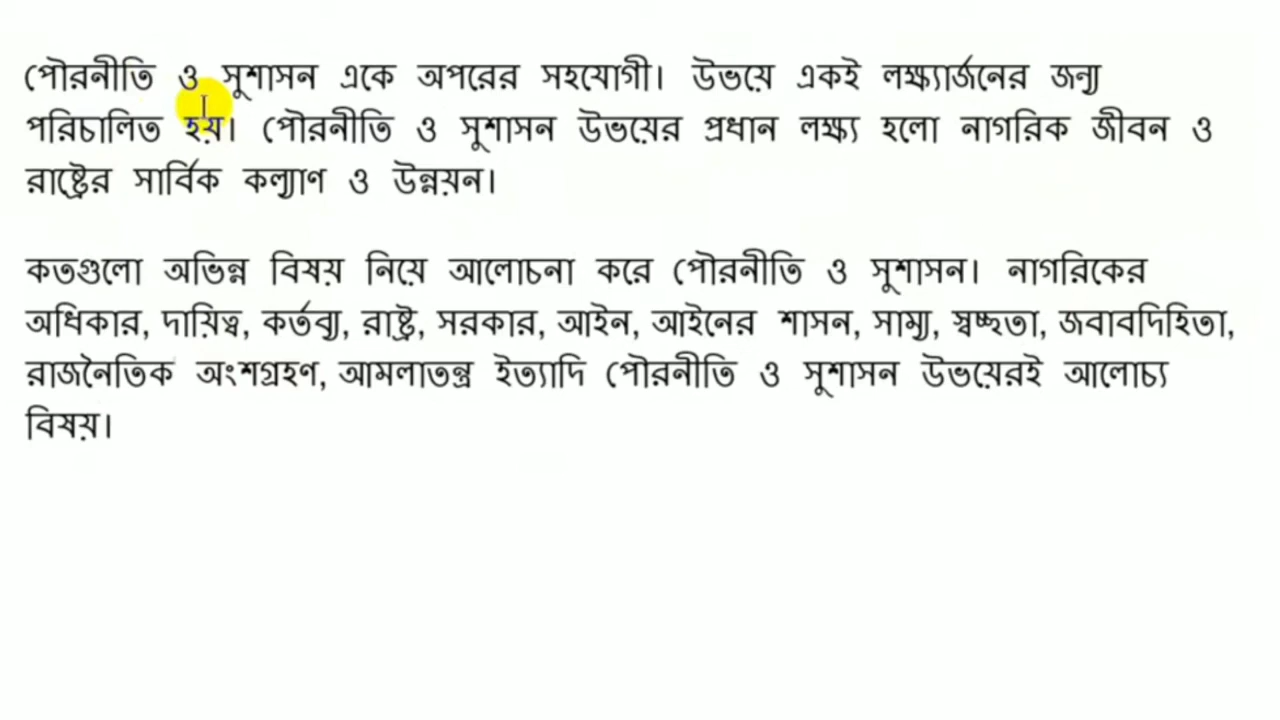 পৌরনীতি ও সুশাসন একে অপরের সহযোগী। উভয়ে একই লক্ষ্যার্জনের জন্য
পরিচালিত হয়। পৌরনীতি ও সুশাসন উভয়ের প্রধান লক্ষ্য হলো নাগরিক জীবন ও
রাষ্ট্রের সার্বিক কল্যাণ ও উন্নয়ন।
কতগুলো অভিন্ন বিষয় নিয়ে আলোচনা করে পৌরনীতি ও সুশাসন। নাগরিকের
অধিকার, দায়িত্ব, কর্তব্য, রাষ্ট্র, সরকার, আইন, আইনের শাসন, সাম্য, স্বচ্ছতা, জবাবদিহিতা,
রাজনৈতিক অংশগ্রহণ, আমলাতন্ত্র ইত্যাদি পৌরনীতি ও সুশাসন উভয়েরই আলোচ্য
বিষয়।